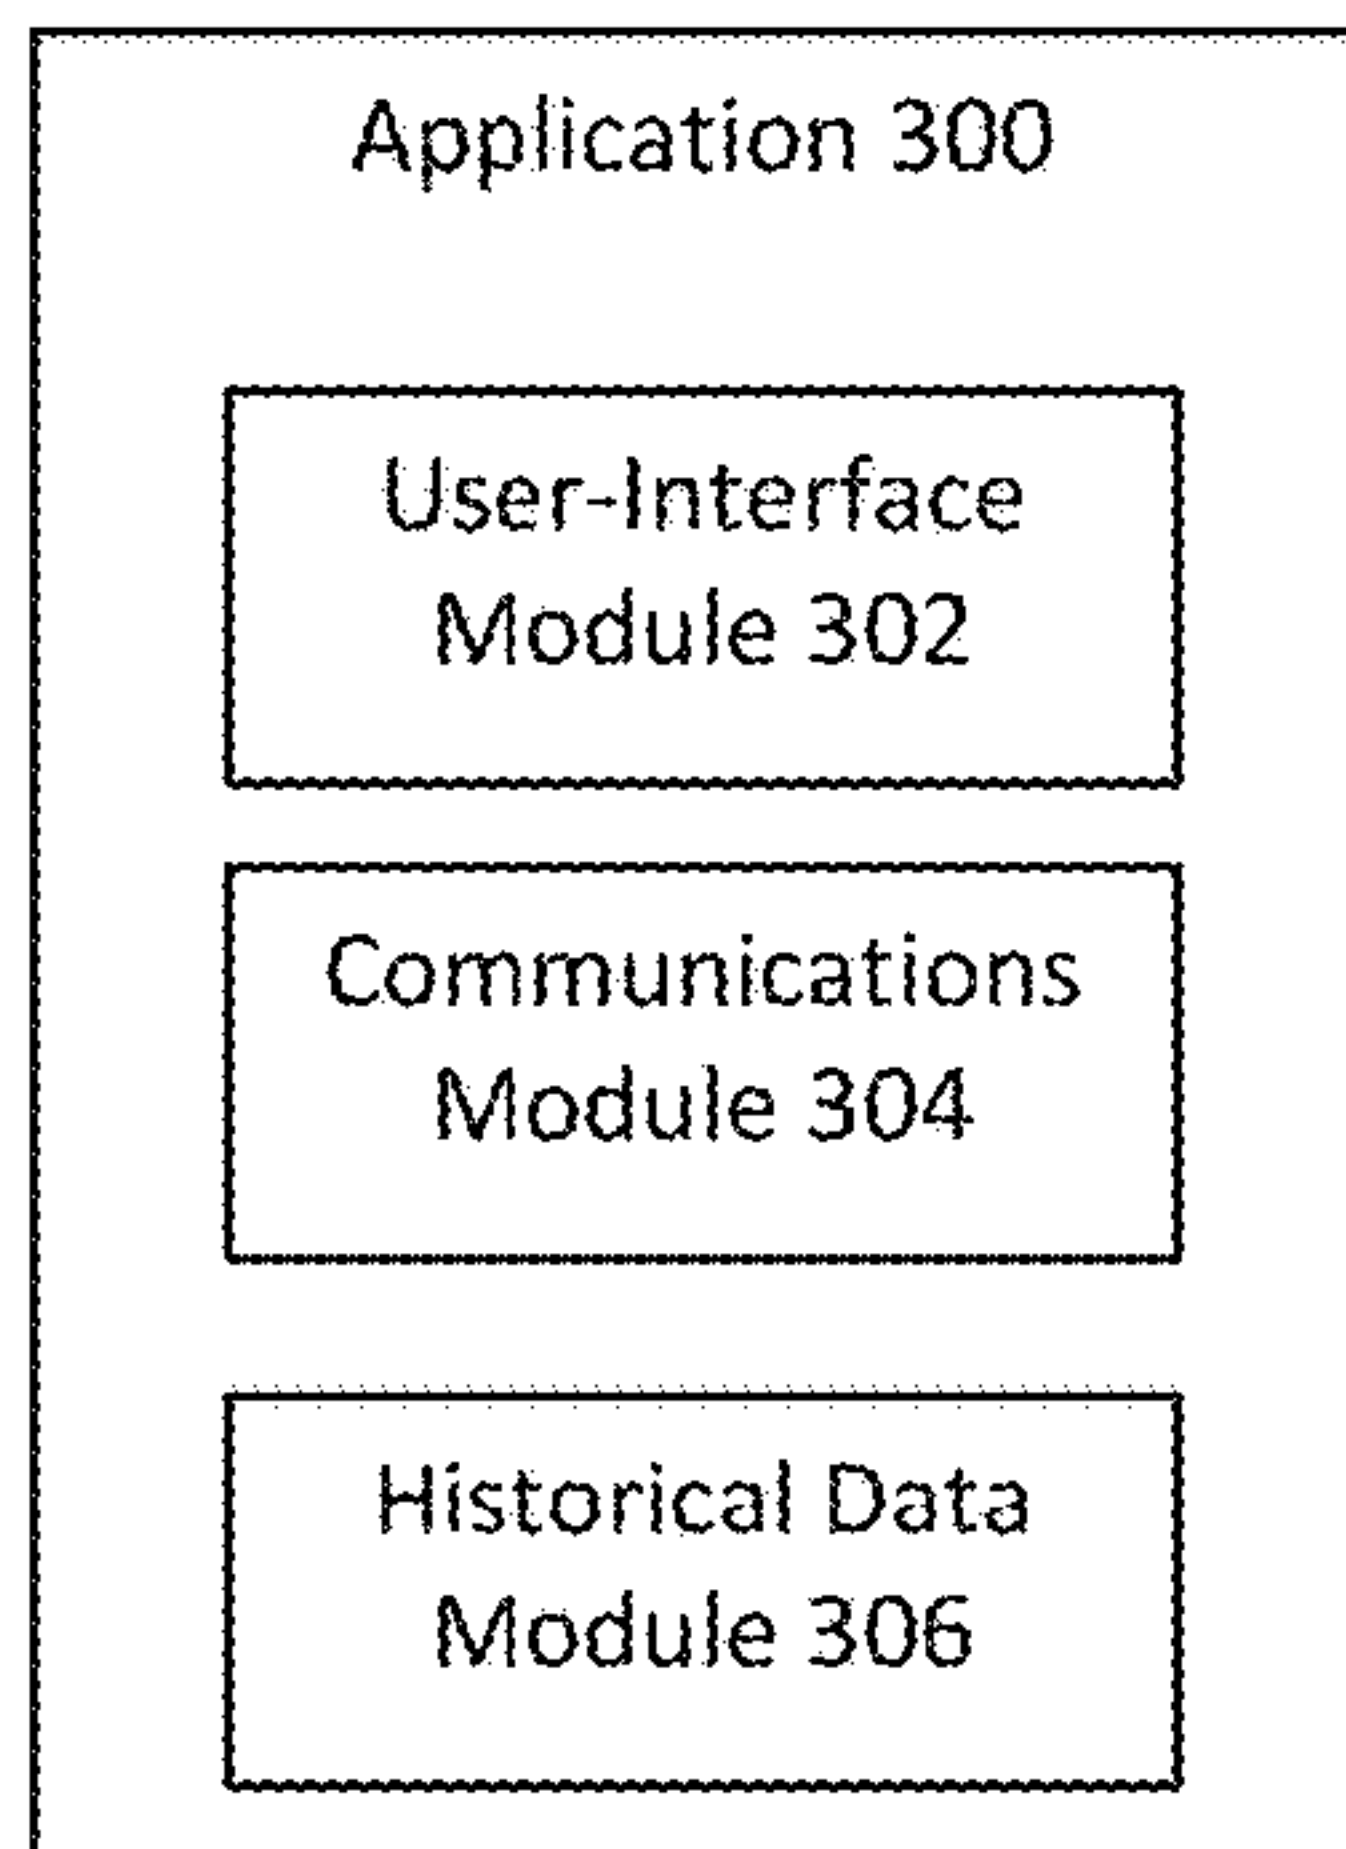 Application 300
User-Interface
Module 302
Communications
Module 304
Historical Data
Module 306